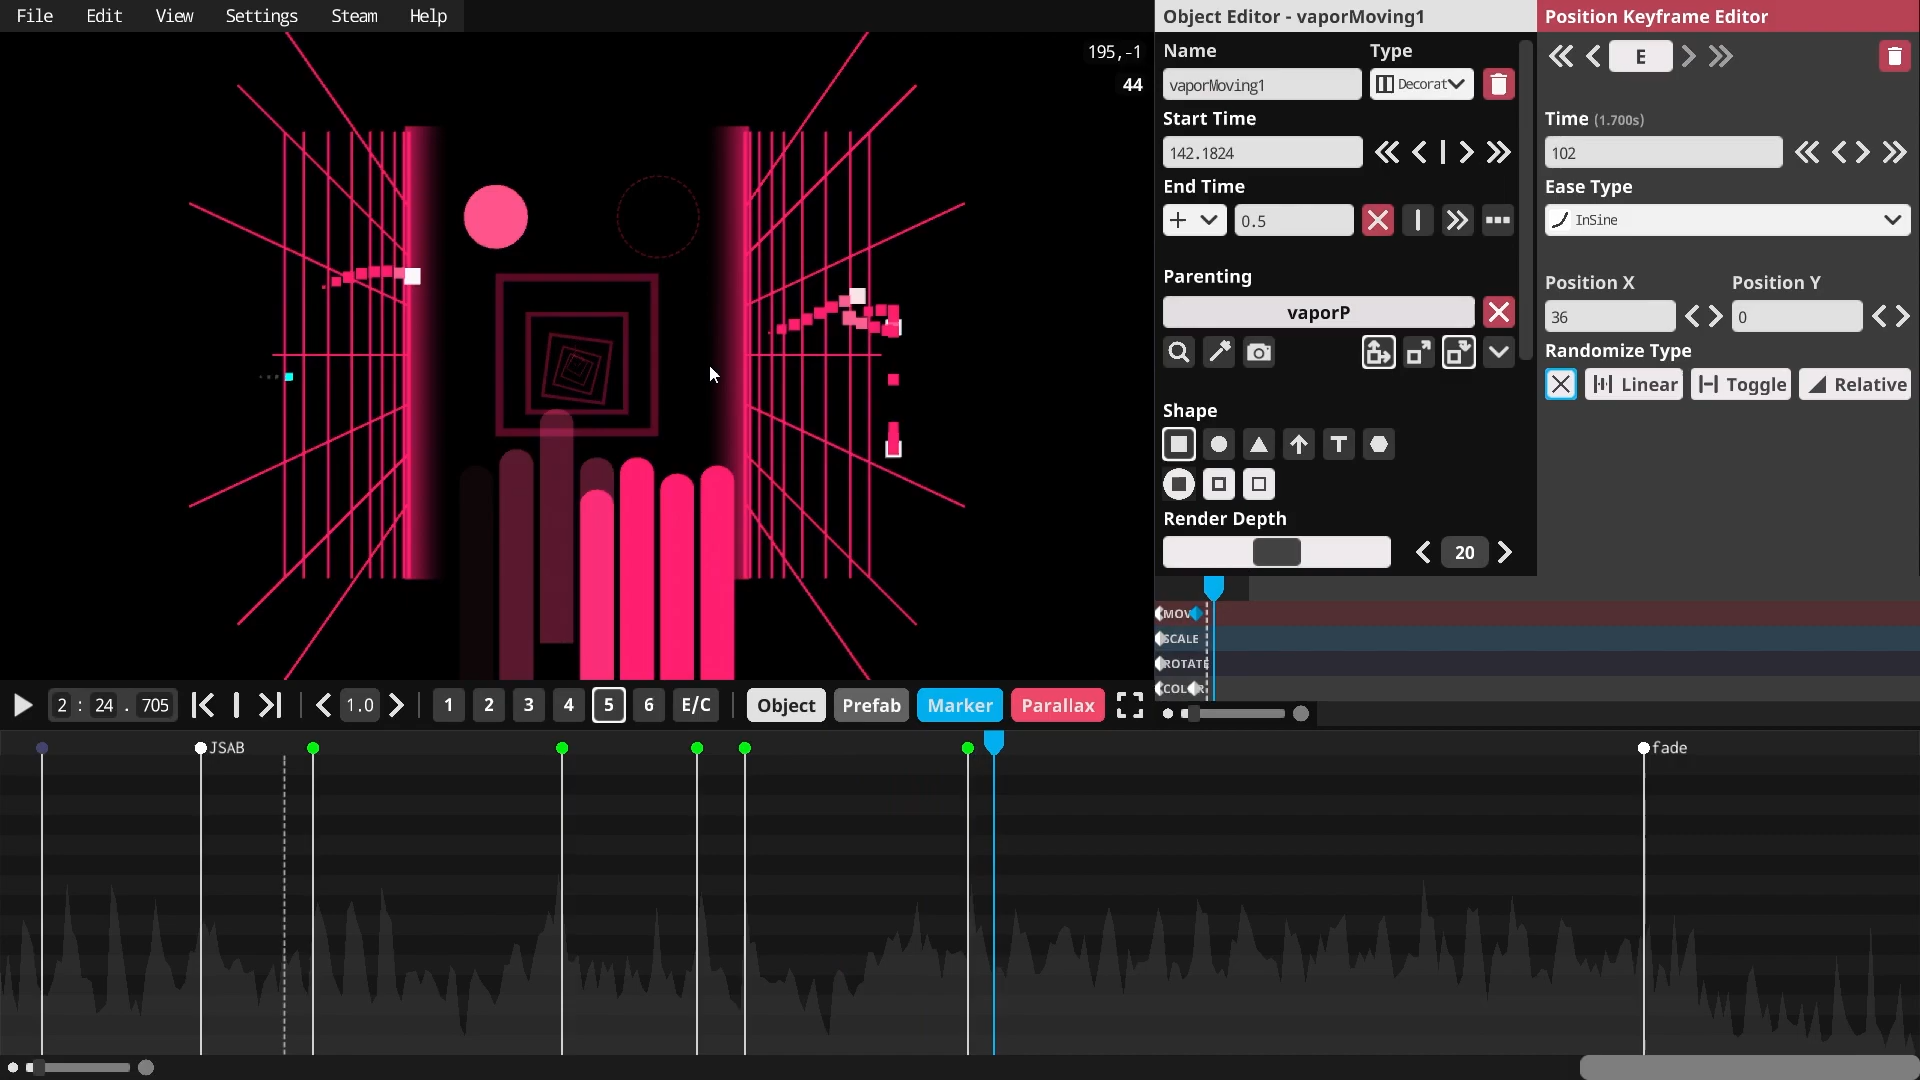 File Edit View Settings Steam Help
195,-1
44
Object Editor - vaporMoving1
Name Type
vaporMoving1 Decorat
Start Time
142.1824
End Time
0.5
Parenting
vaporP
Shape
T
Render Depth
20
Position Keyframe Editor
E
Time (1.700s)
102
Ease Type
InSine
Position X Position Y
36 0
Randomize Type
Linear Toggle Relative
MOV
SCALE
ROTATE
COLOR
2 : 24 . 705 1.0 1 2 3 4 5 6 E/C Object Prefab Marker Parallax
JSAB fade